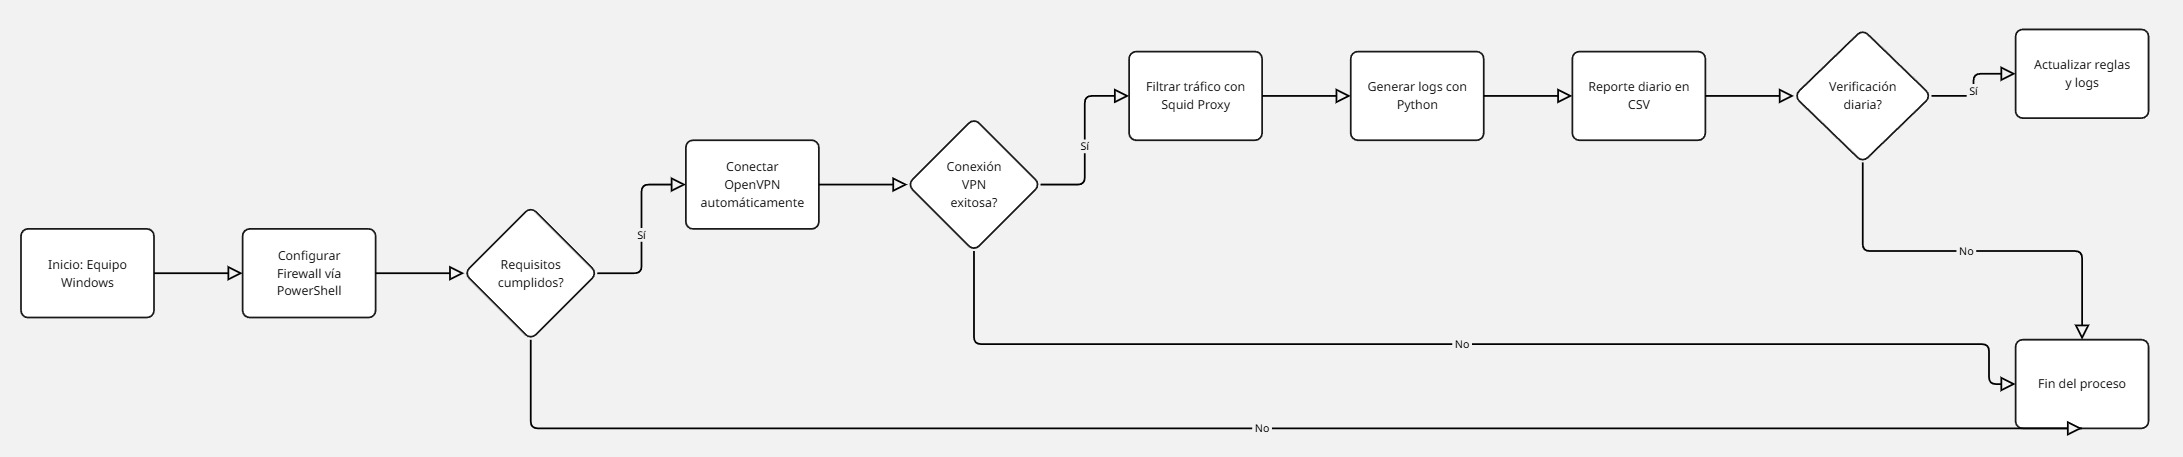 Inicio: Equipo
Windows
Configurar
Firewall vía
PowerShell
Requisitos
cumplidos?
Sí
Conectar
OpenVPN
automáticamente
Conexión
VPN
exitosa?
Sí
Filtrar tráfico con
Squid Proxy
Generar logs con
Python
Reporte diario en
CSV
Verificación
diaria?
Sí
Actualizar reglas
y logs
No
No
No
Fin del proceso